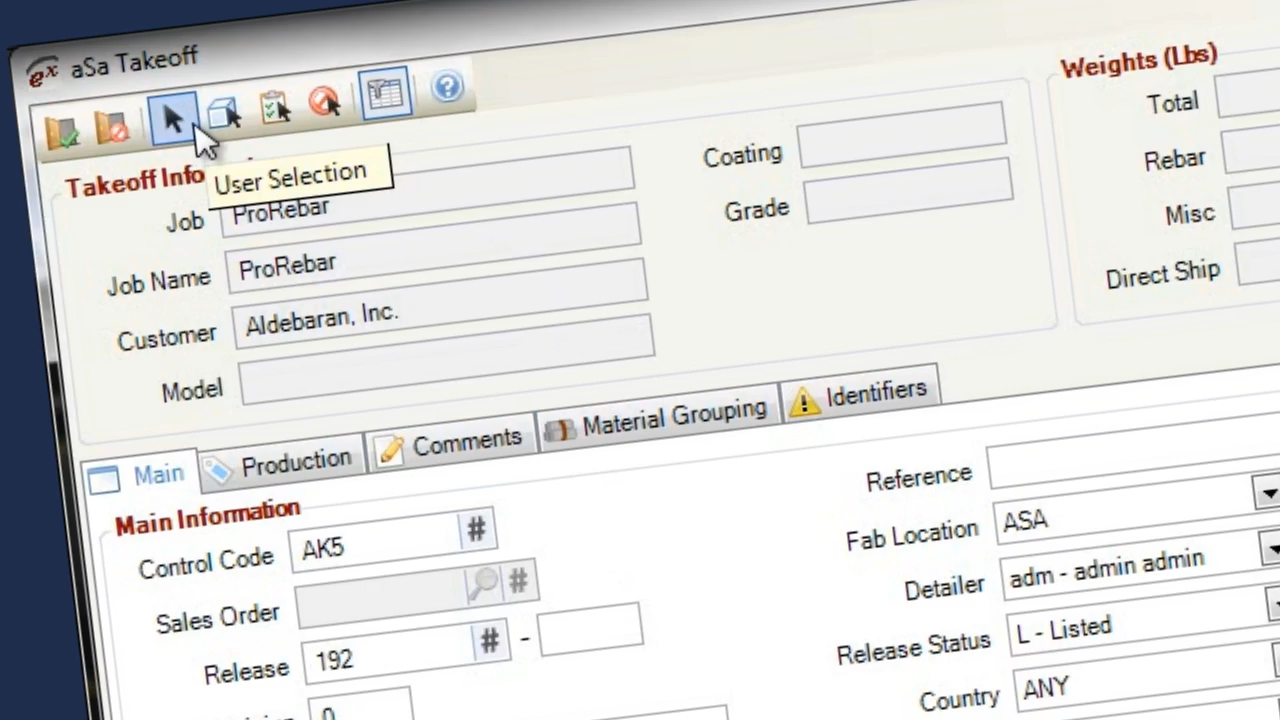 ex aSa Takeoff
Weights (Lbs)
Takeoff Info
User Selection
Job ProRebar
Job Name ProRebar
Customer Aldebaran, Inc.
Model
Coating
Grade
Total
Rebar
Misc
Direct Ship
Main
Production
Comments
Material Grouping
Identifiers
Main Information
Control Code AK5 #
Sales Order #
Release 192 # -
0
Reference
Fab Location ASA
Detailer adm - admin admin
Release Status L - Listed
Country ANY